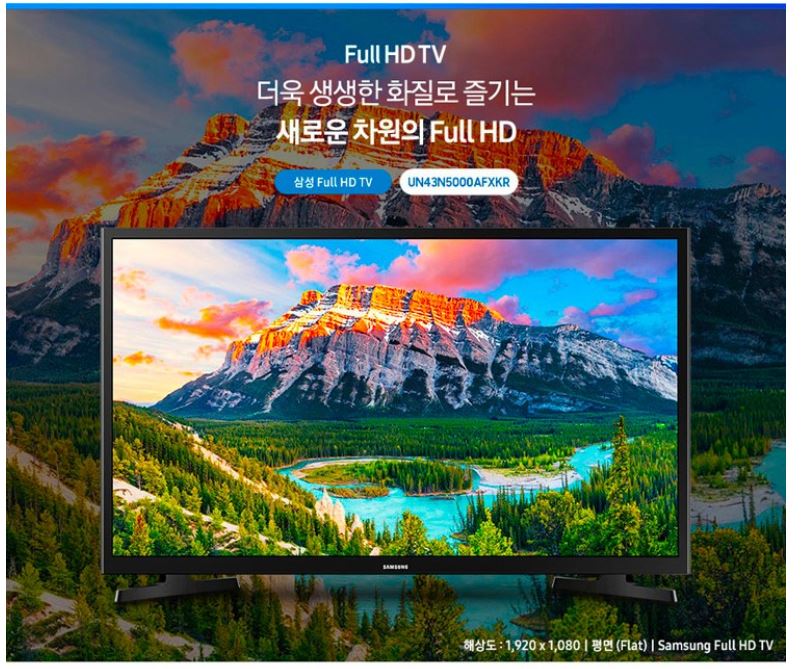 Full HD TV
더욱 생생한 화질로 즐기는
새로운 차원의 Full HD
삼성 Full HD TV
UN43N5000AFXKR
SAMSUNG
해상도 : 1,920 x 1,080 | 평면 (Flat) | Samsung Full HD TV